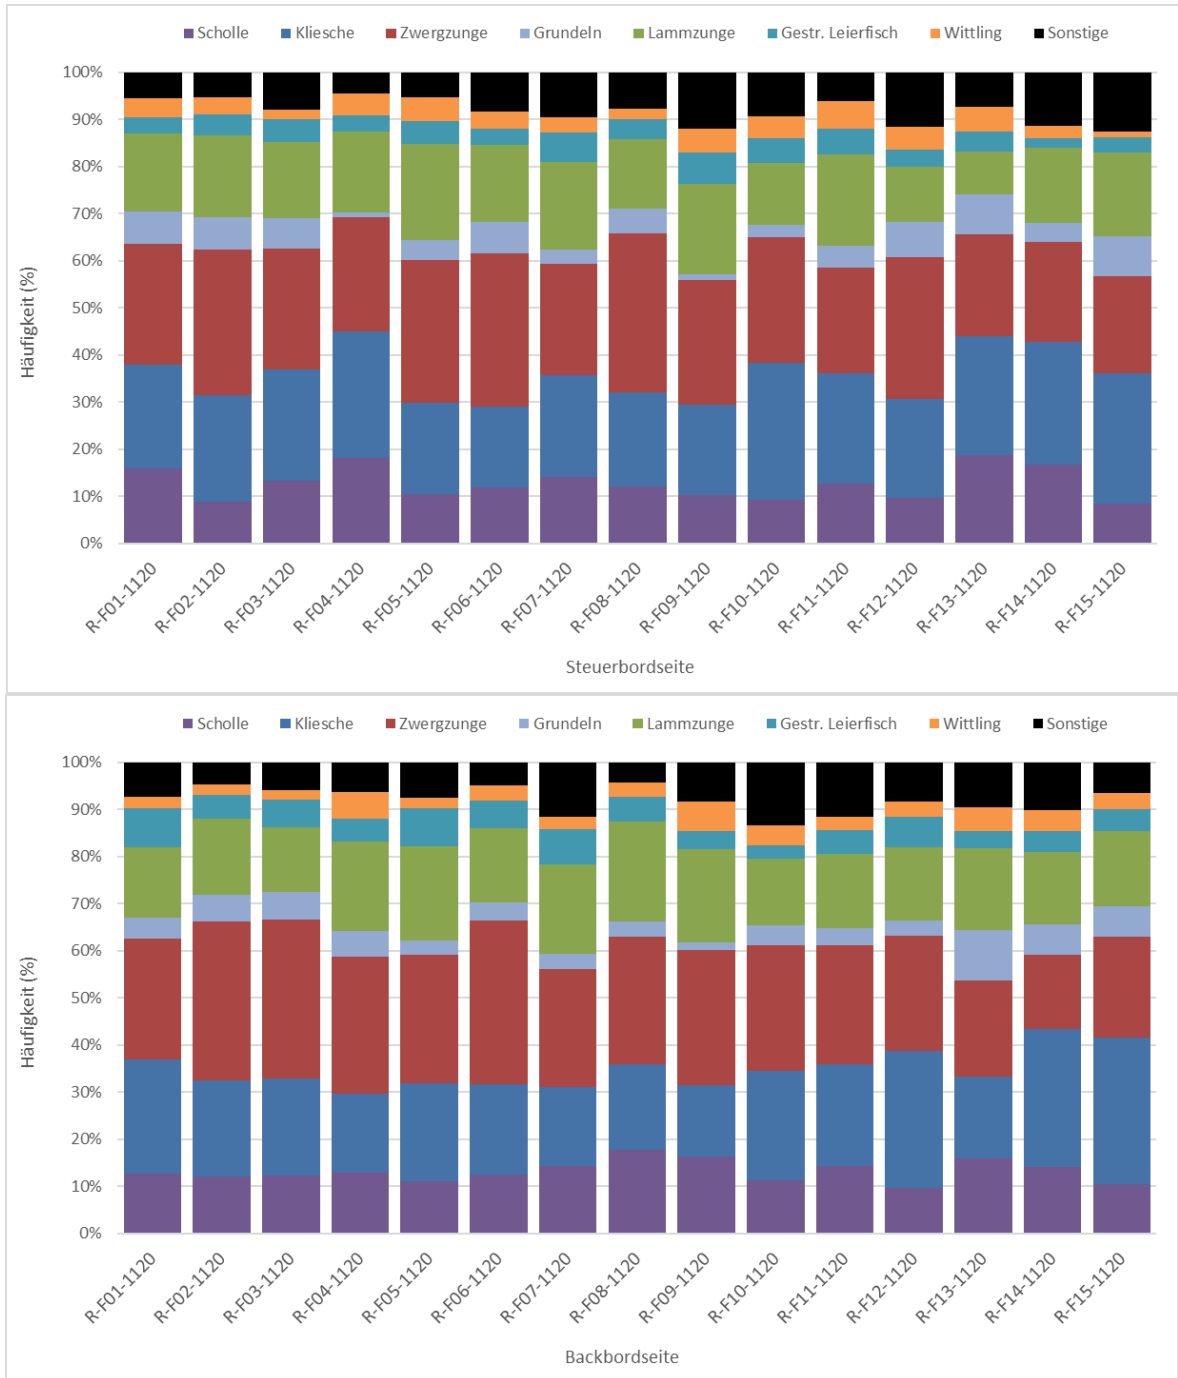 Scholle Kliesche Zwergzunge Grundeln Lammzunge Gestr. Leierfisch Wittling Sonstige
100%
90%
80%
70%
60%
50%
40%
30%
20%
10%
0%
Häufigkeit (%)
R-F01-1120 R-F02-1120 R-F03-1120 R-F04-1120 R-F05-1120 R-F06-1120 R-F07-1120 R-F08-1120 R-F09-1120 R-F10-1120 R-F11-1120 R-F12-1120 R-F13-1120 R-F14-1120 R-F15-1120
Steuerbordseite
Scholle Kliesche Zwergzunge Grundeln Lammzunge Gestr. Leierfisch Wittling Sonstige
100%
90%
80%
70%
60%
50%
40%
30%
20%
10%
0%
Häufigkeit (%)
R-F01-1120 R-F02-1120 R-F03-1120 R-F04-1120 R-F05-1120 R-F06-1120 R-F07-1120 R-F08-1120 R-F09-1120 R-F10-1120 R-F11-1120 R-F12-1120 R-F13-1120 R-F14-1120 R-F15-1120
Backbordseite